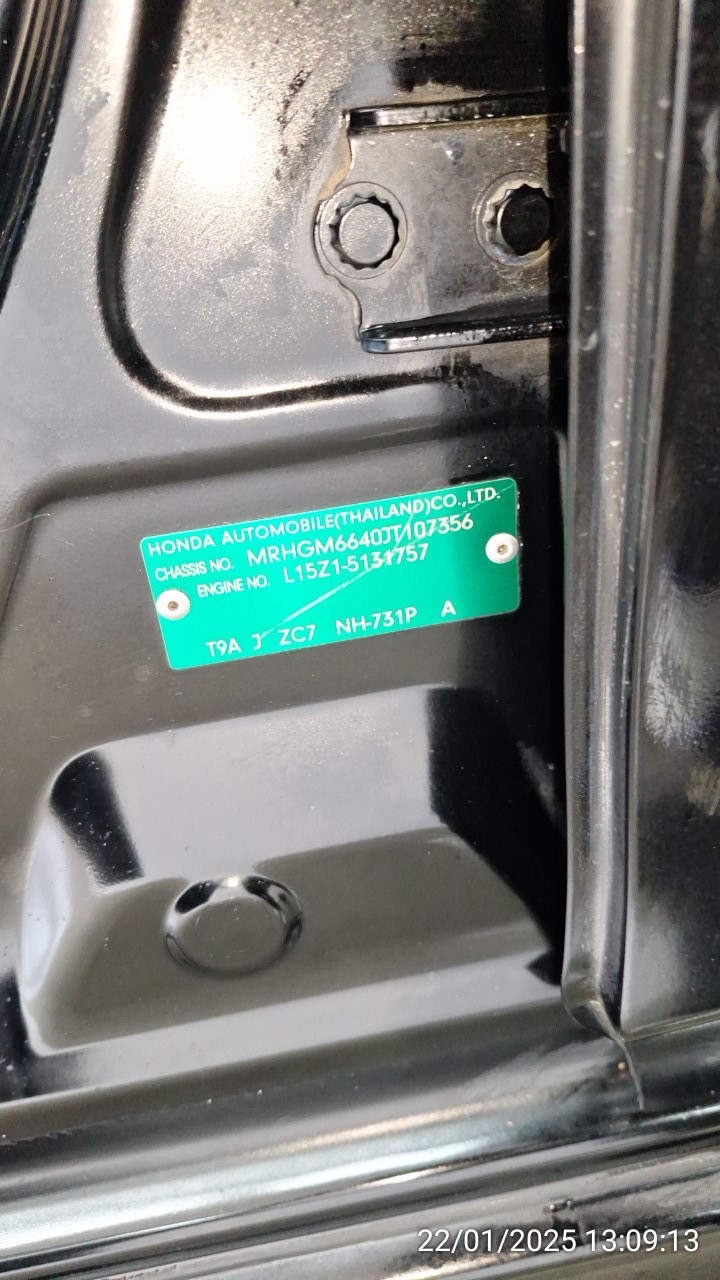 HONDA AUTOMOBILE(THAILAND)CO.,LTD.
CHASSIS NO. MRHGM6640JT107356
ENGINE NO. L15Z1-5131757
T9A J ZC7 NH-731P A
22/01/2025 13:09:13